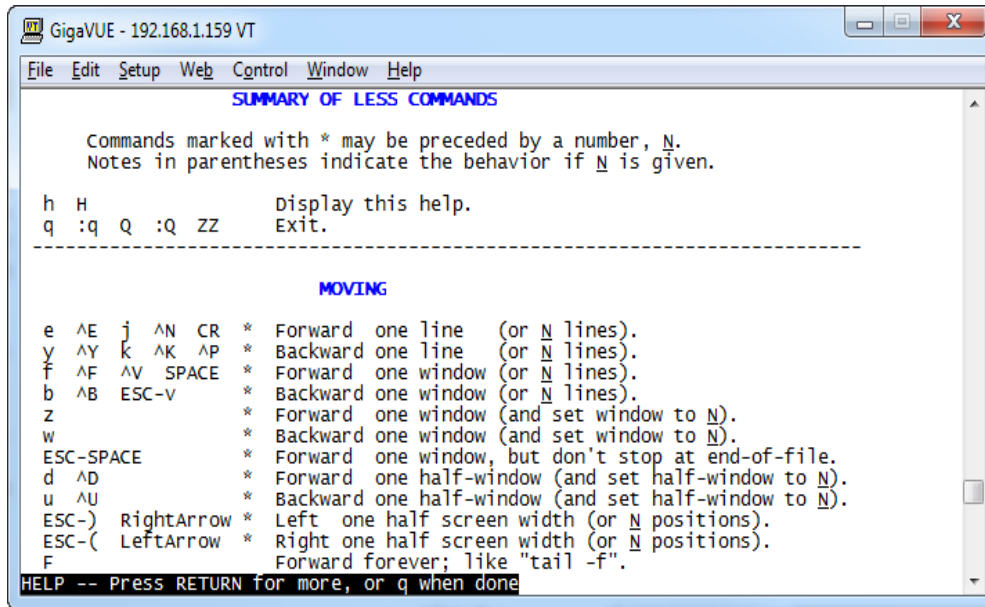 GigaVUE - 192.168.1.159 VT
File Edit Setup Web Control Window Help
SUMMARY OF LESS COMMANDS
Commands marked with * may be preceded by a number, N.
Notes in parentheses indicate the behavior if N is given.
h H Display this help.
q :q Q :Q ZZ Exit.
---------------------------------------------------------------------------
MOVING
e ^E j ^N CR * Forward one line (or N lines).
y ^Y k ^K ^P * Backward one line (or N lines).
f ^F ^V SPACE * Forward one window (or N lines).
b ^B ESC-v * Backward one window (or N lines).
z * Forward one window (and set window to N).
w * Backward one window (and set window to N).
ESC-SPACE * Forward one window, but don't stop at end-of-file.
d ^D * Forward one half-window (and set half-window to N).
u ^U * Backward one half-window (and set half-window to N).
ESC-) RightArrow * Left one half screen width (or N positions).
ESC-( LeftArrow * Right one half screen width (or N positions).
F Forward forever; like "tail -f".
HELP -- Press RETURN for more, or q when done